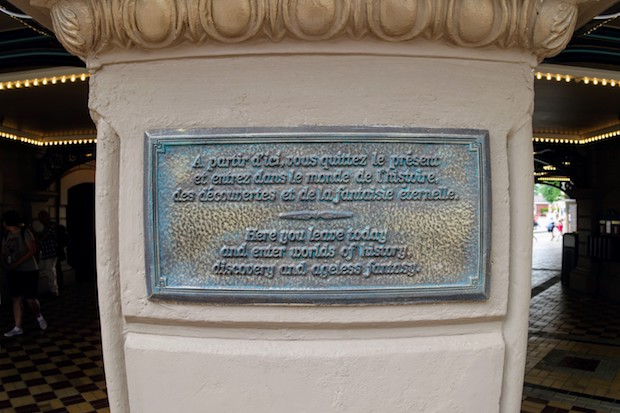 A partir d'ici, vous quittez le présent
et entrez dans le monde de l'histoire,
des découvertes et de la fantaisie éternelle.
Here you leave today
and enter worlds of history,
discovery and ageless fantasy.